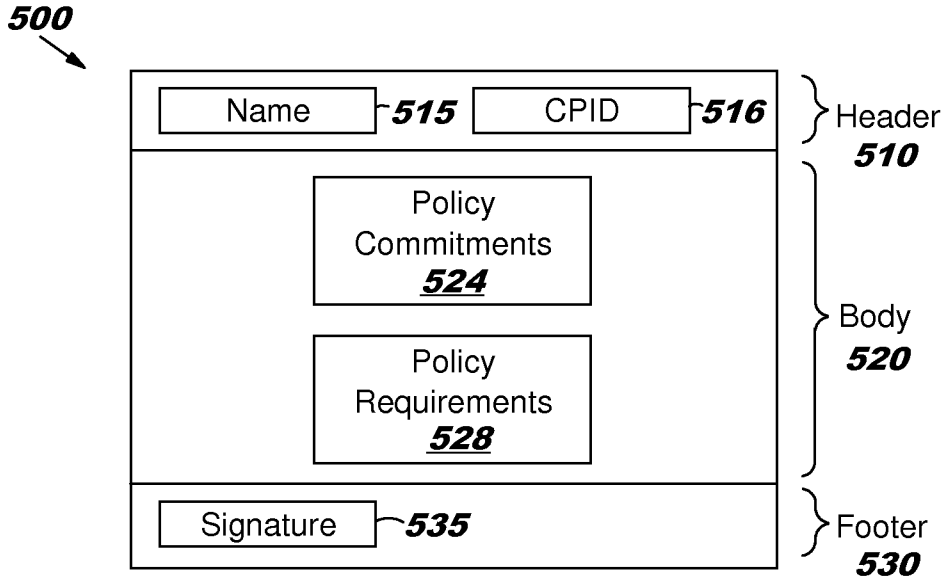 500
Name 515 CPID 516
Header
510
Policy
Commitments
524
Policy
Requirements
528
Body
520
Signature 535
Footer
530